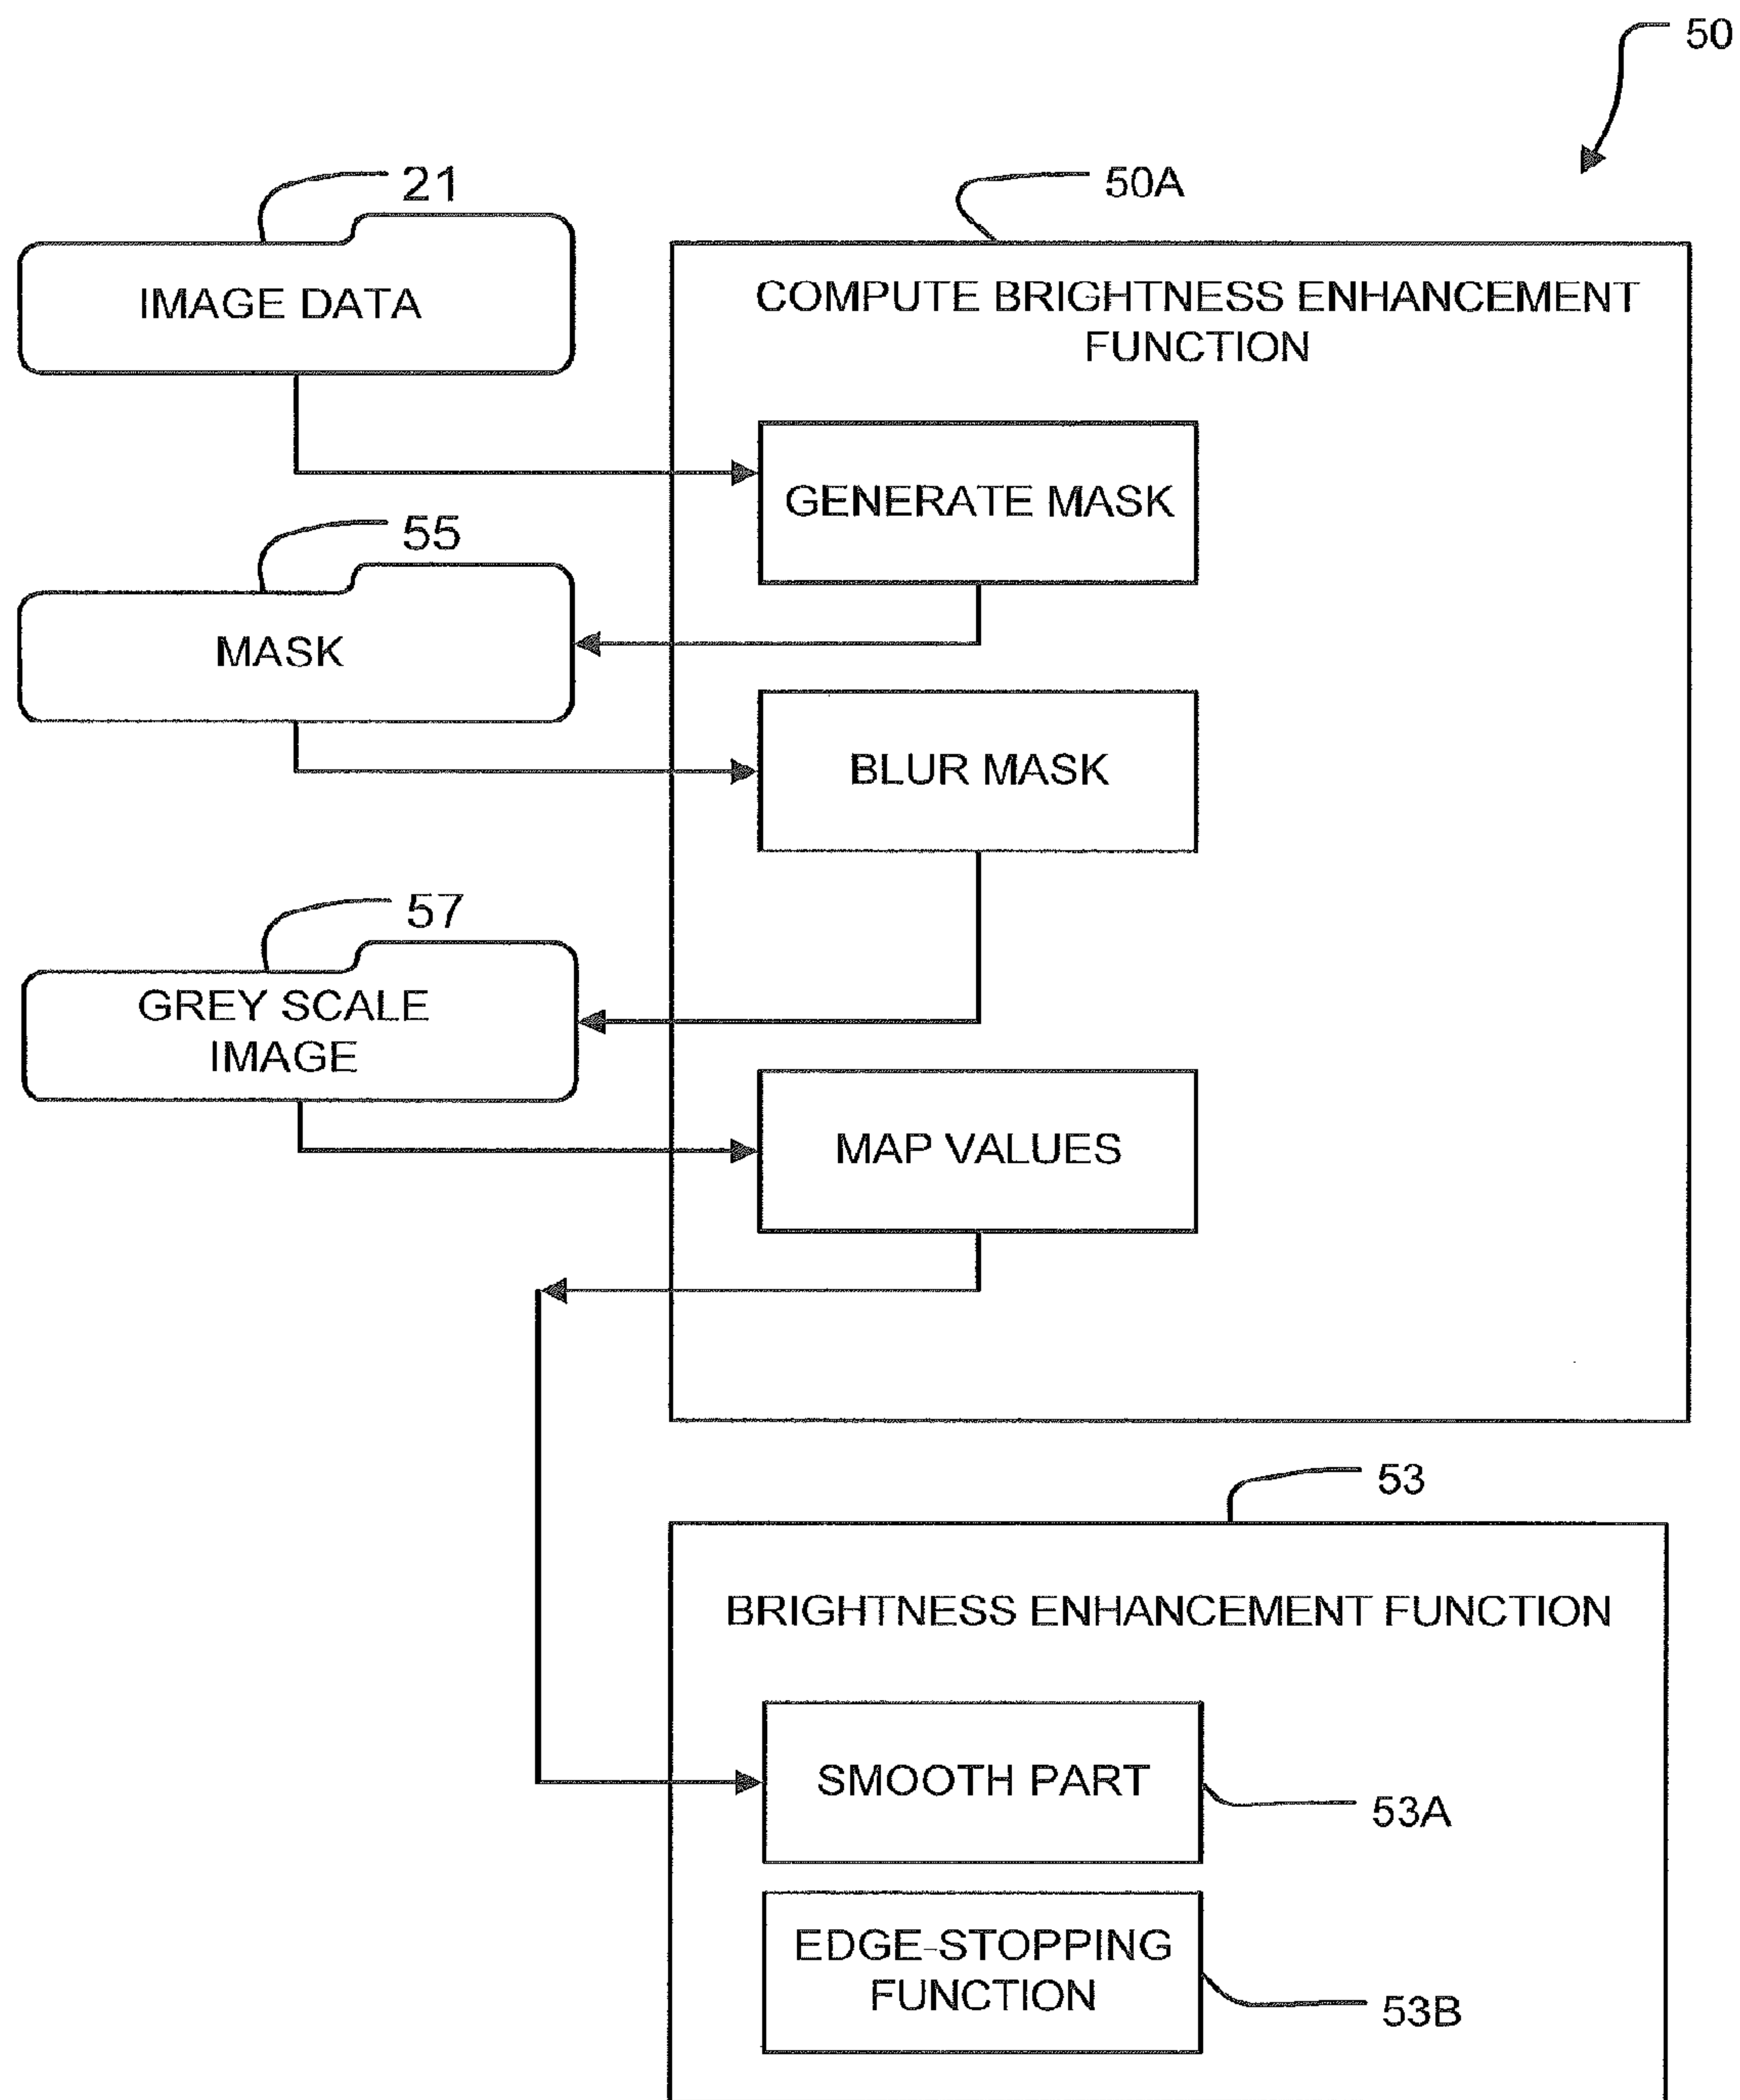 50
21
50A
IMAGE DATA
COMPUTE BRIGHTNESS ENHANCEMENT
FUNCTION
GENERATE MASK
55
MASK
BLUR MASK
57
GREY SCALE
IMAGE
MAP VALUES
53
BRIGHTNESS ENHANCEMENT FUNCTION
SMOOTH PART
53A
EDGE-STOPPING
FUNCTION
53B